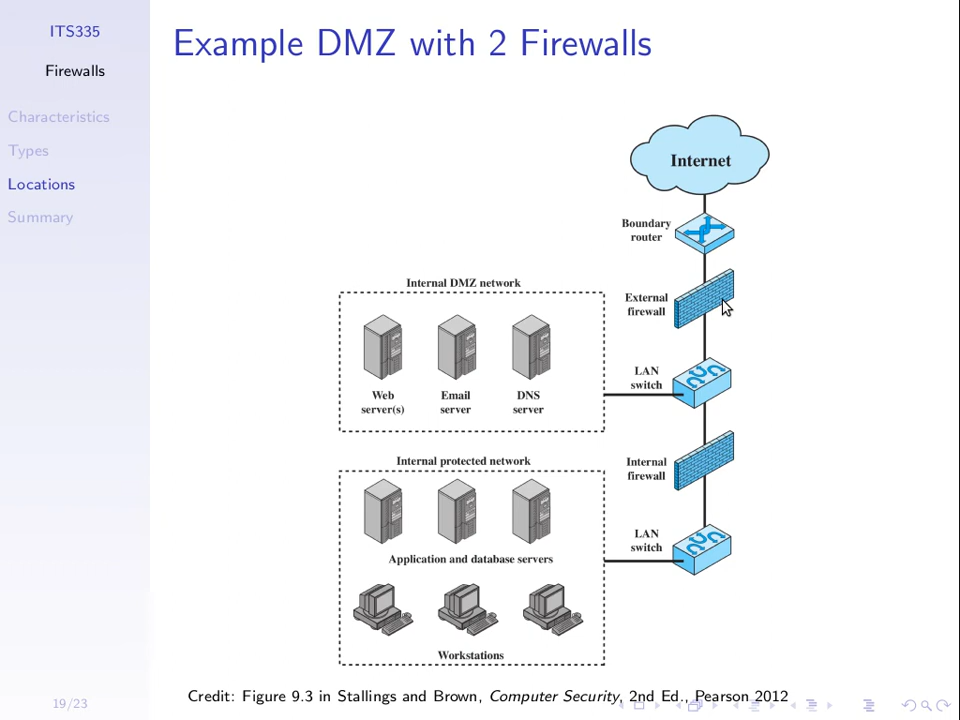 ITS335
Firewalls
Characteristics
Types
Locations
Summary
19/23
Example DMZ with 2 Firewalls
Internet
Boundary
router
External
firewall
Internal DMZ network
Web
server(s)
Email
server
DNS
server
LAN
switch
Internal
firewall
Internal protected network
Application and database servers
LAN
switch
Workstations
Credit: Figure 9.3 in Stallings and Brown, Computer Security, 2nd Ed., Pearson 2012